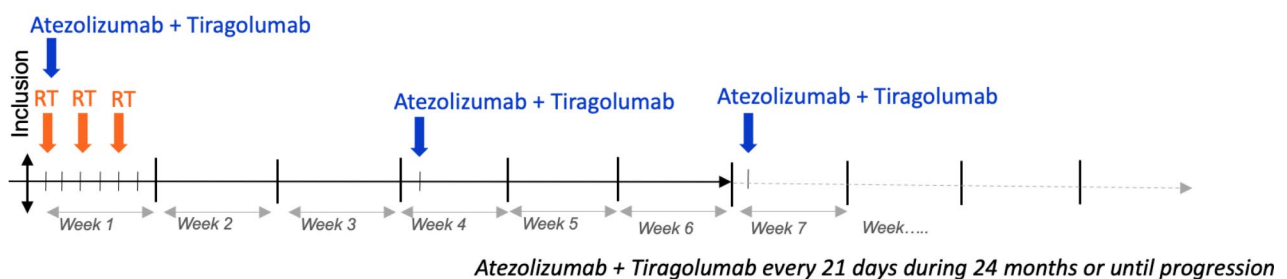 Atezolizumab + Tiragolumab
Inclusion
RT RT RT
Atezolizumab + Tiragolumab
Atezolizumab + Tiragolumab
Week 1
Week 2
Week 3
Week 4
Week 5
Week 6
Week 7
Week.....
Atezolizumab + Tiragolumab every 21 days during 24 months or until progression